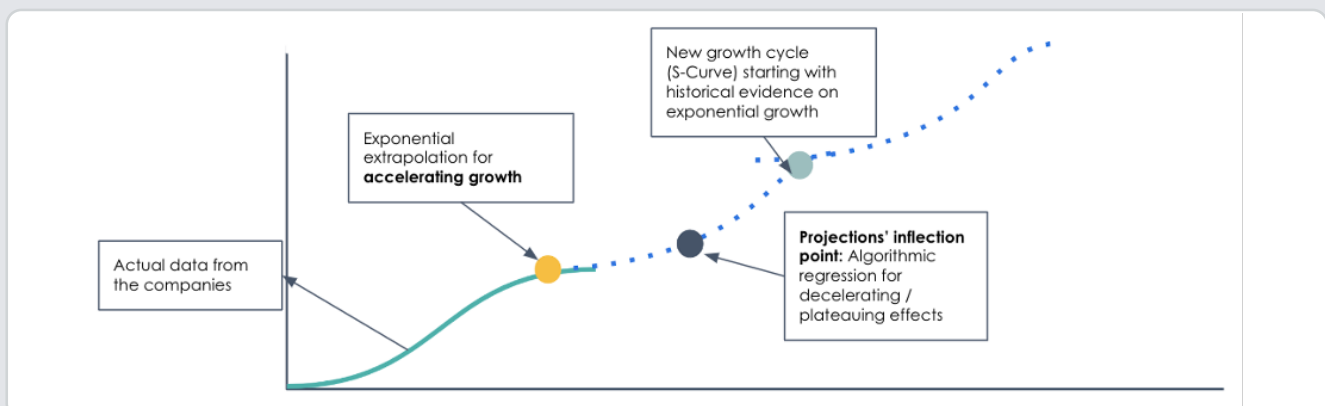 New growth cycle
(S-Curve) starting with
historical evidence on
exponential growth
Exponential
extrapolation for
accelerating growth
Projections' inflection
point: Algorithmic
regression for
decelerating /
plateauing effects
Actual data from
the companies